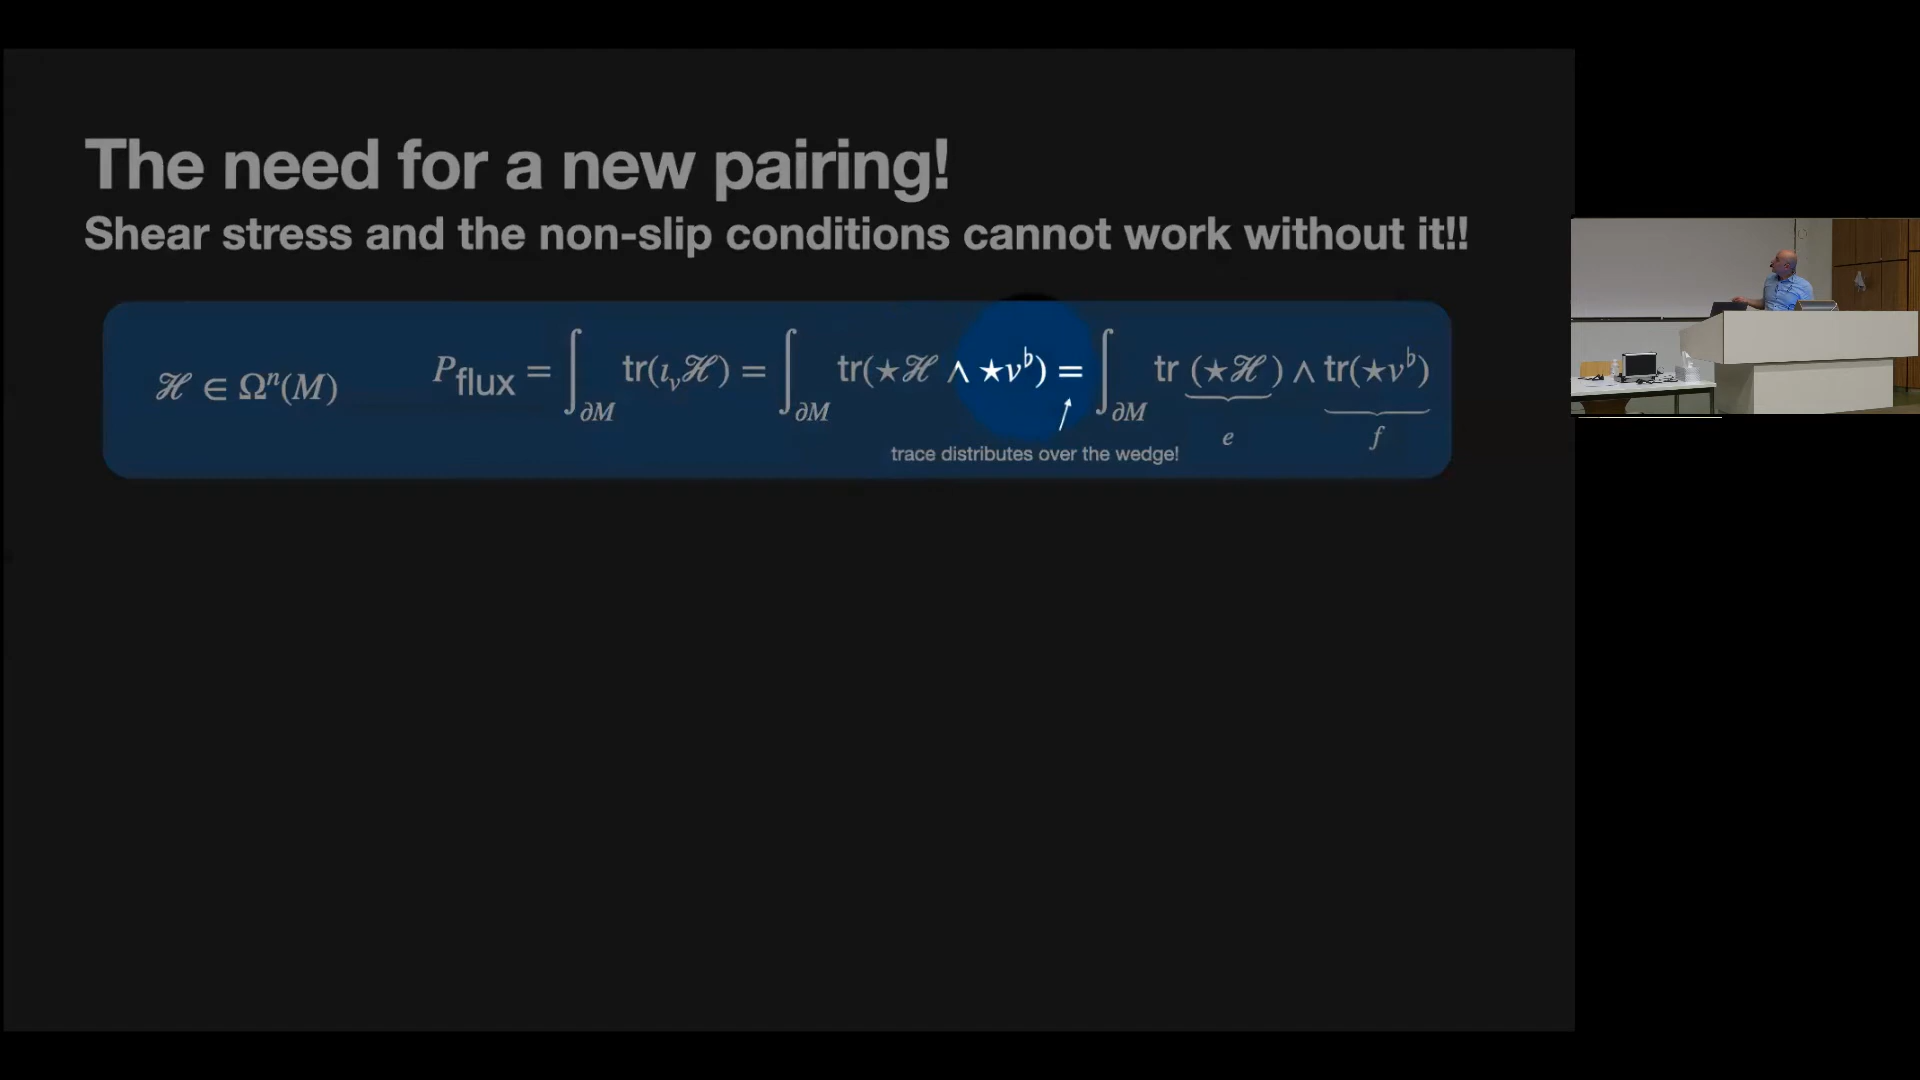 The need for a new pairing!
Shear stress and the non-slip conditions cannot work without it!!
ℋ ∈ Ωⁿ(M) P_flux = ∫_∂M tr(ι_v ℋ) = ∫_∂M tr(⋆ℋ ∧ ⋆v♭) = ∫_∂M tr (⋆ℋ) ∧ tr(⋆v♭)
e f
trace distributes over the wedge!